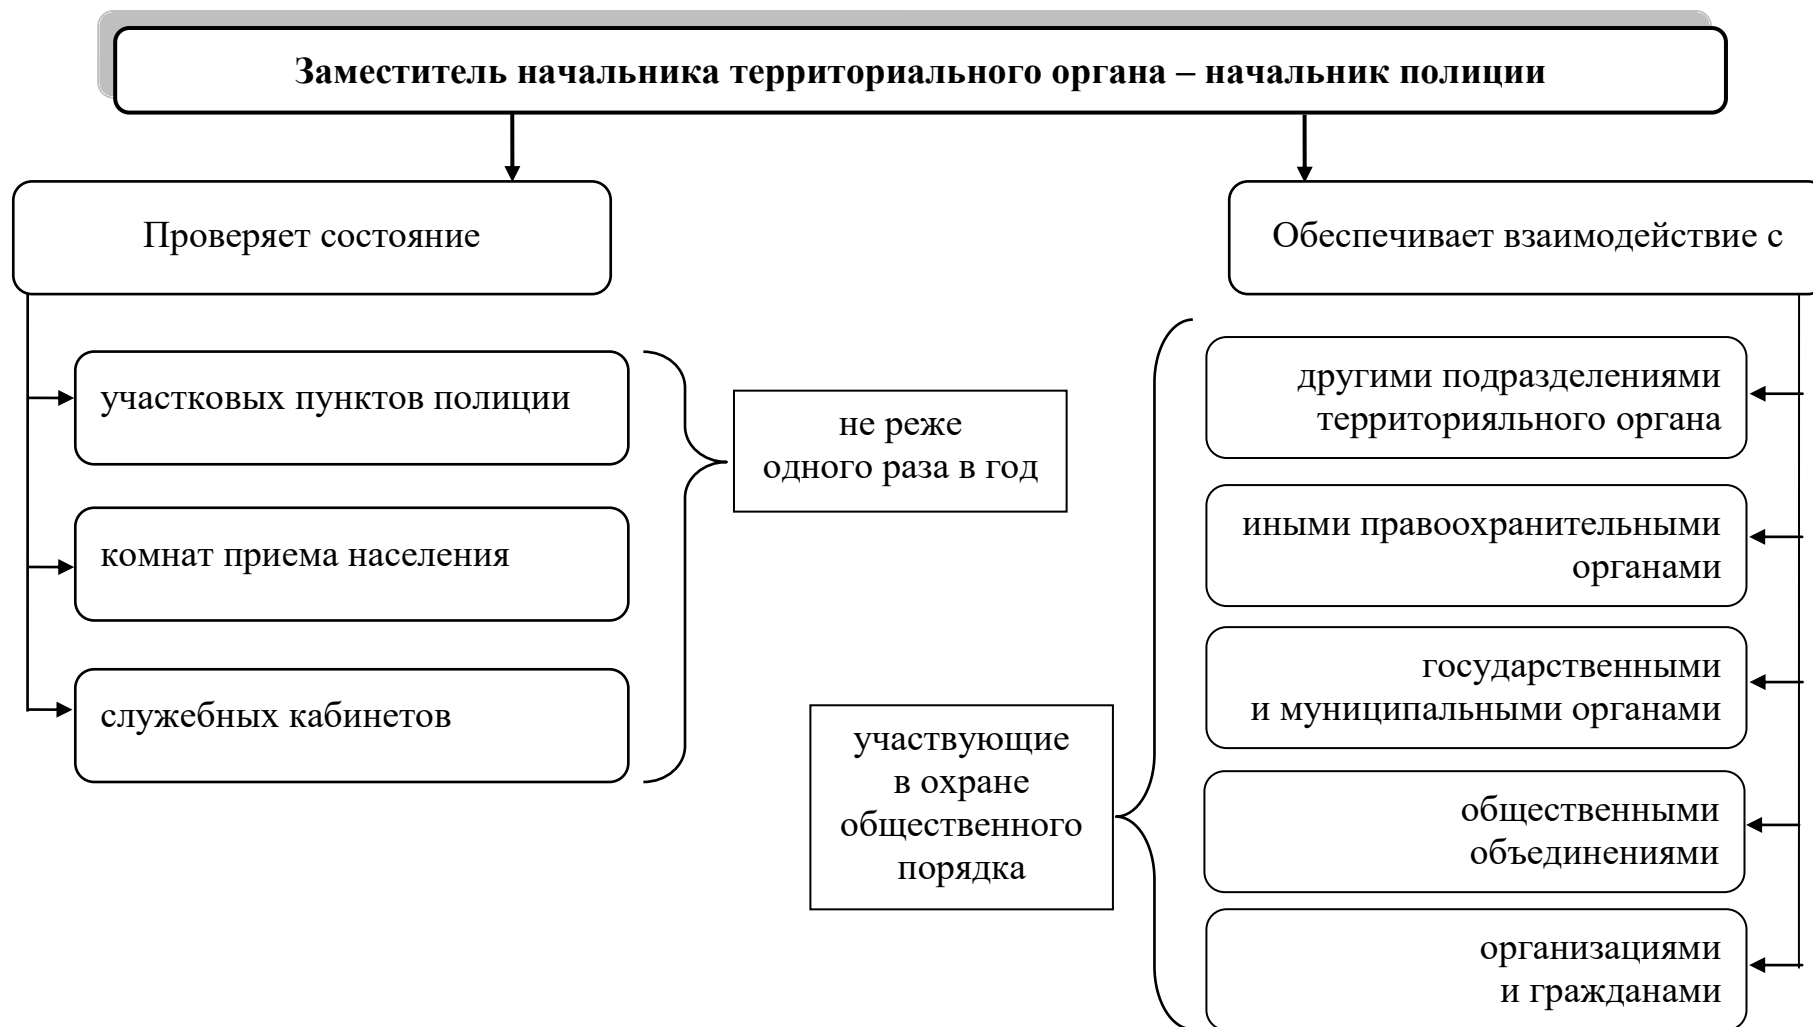 Заместитель начальника территориального органа – начальник полиции
Проверяет состояние
участковых пунктов полиции
комнат приема населения
служебных кабинетов
не реже
одного раза в год
Обеспечивает взаимодействие с
другими подразделениями
территорияльного органа
иными правоохранительными
органами
государственными
и муниципальными органами
общественными
объединениями
организациями
и гражданами
участвующие
в охране
общественного
порядка